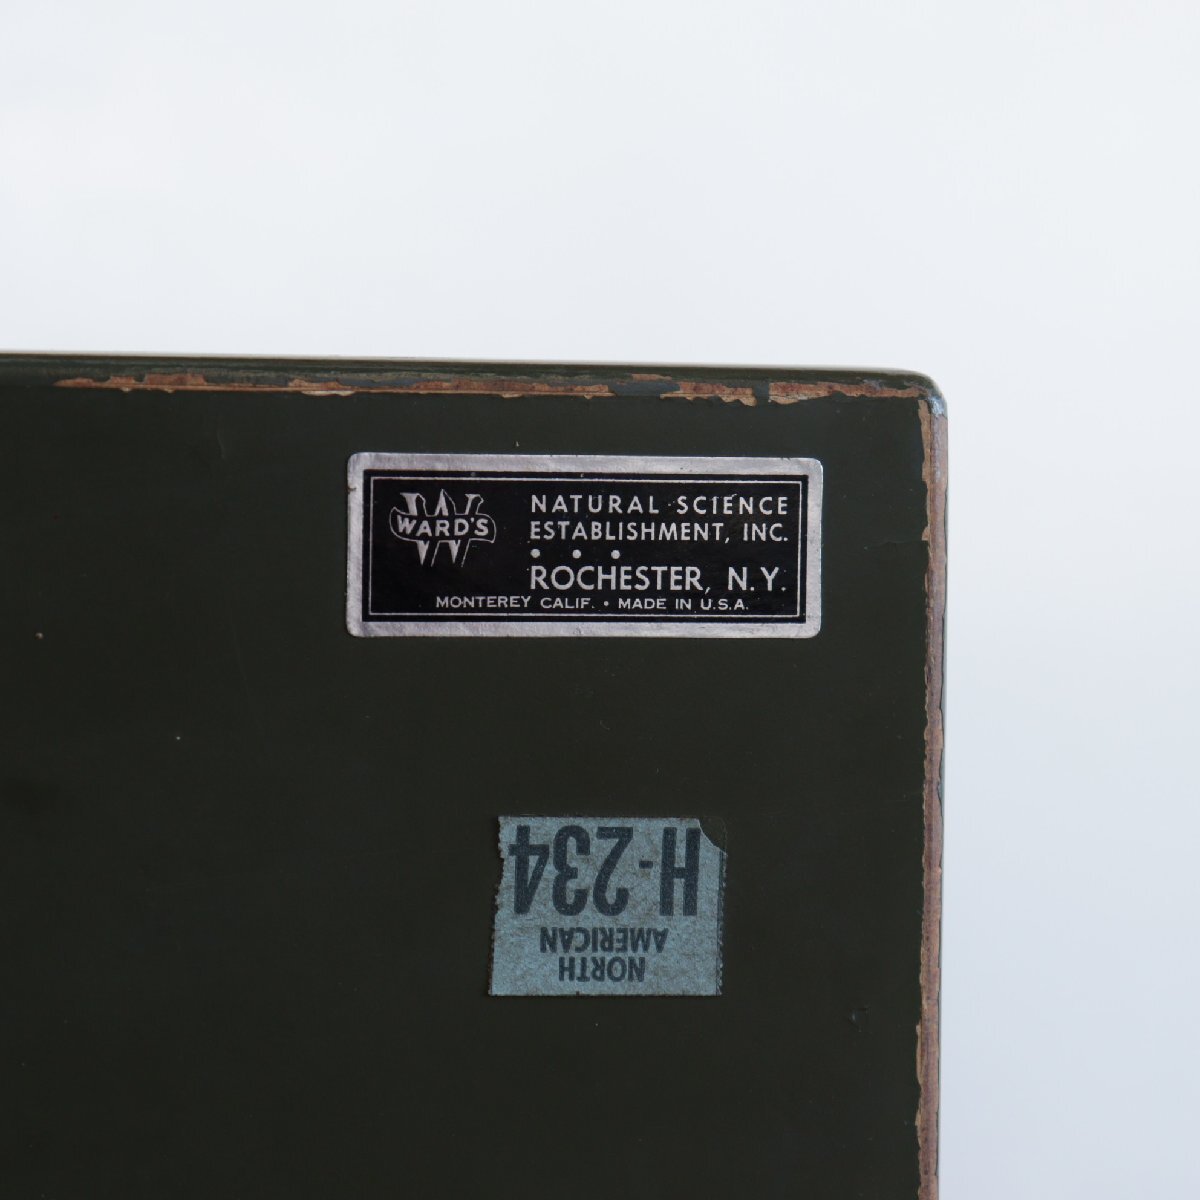 WARD'S
NATURAL SCIENCE
ESTABLISHMENT, INC.
• • •
ROCHESTER, N.Y.
MONTEREY CALIF. • MADE IN U.S.A.
NORTH
AMERICAN
H-234